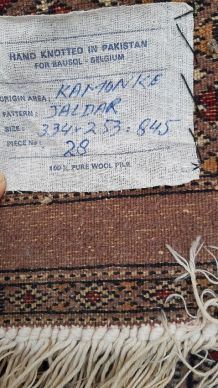 HAND KNOTTED IN PAKISTAN
FOR BAUSOL - BELGIUM
ORIGIN AREA: KAMONKE
PATTERN: JALDAR
SIZE: 334 x 253 = 845
PIECE No: 28
100% PURE WOOL PILE